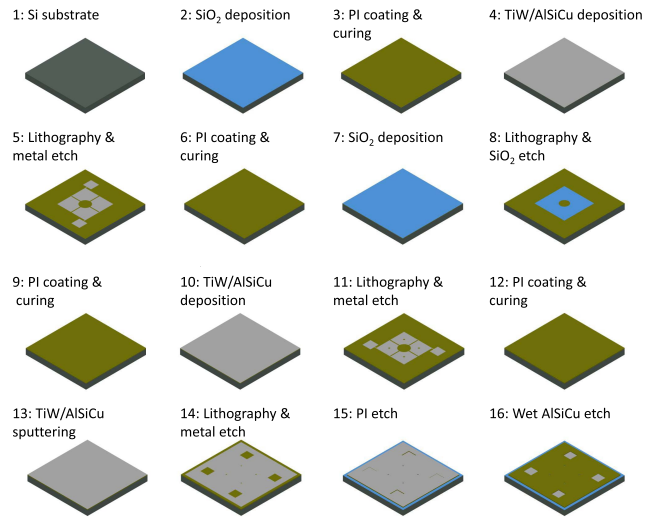 1: Si substrate
2: SiO₂ deposition
3: PI coating &
curing
4: TiW/AlSiCu deposition
5: Lithography &
metal etch
6: PI coating &
curing
7: SiO₂ deposition
8: Lithography &
SiO₂ etch
9: PI coating &
curing
10: TiW/AlSiCu
deposition
11: Lithography &
metal etch
12: PI coating &
curing
13: TiW/AlSiCu
sputtering
14: Lithography &
metal etch
15: PI etch
16: Wet AlSiCu etch